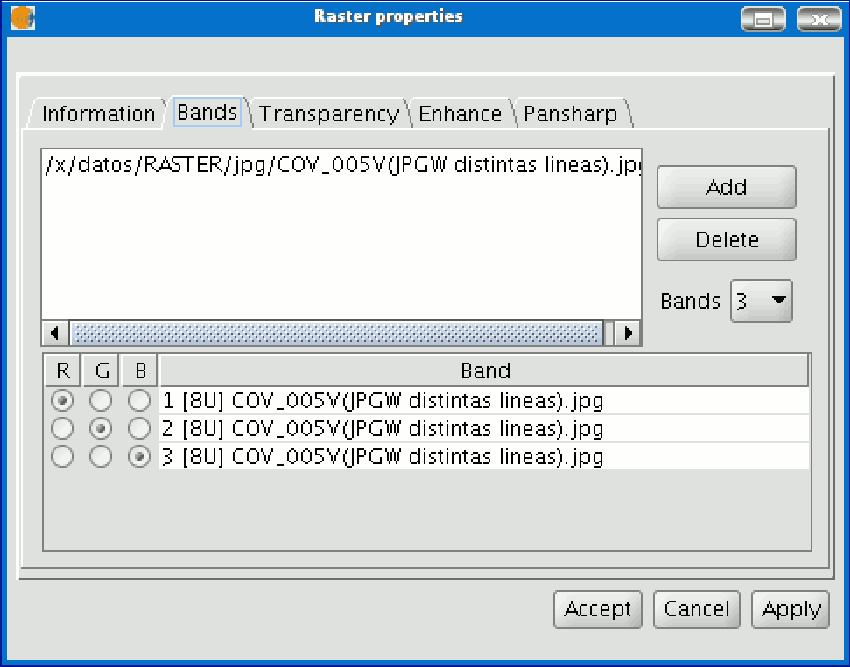 Raster properties
Information Bands Transparency Enhance Pansharp
/x/datos/RASTER/jpg/COV_005V(JPGW distintas lineas).jpg
Add
Delete
Bands 3
R G B Band
1 [8U] COV_005V(JPGW distintas lineas).jpg
2 [8U] COV_005V(JPGW distintas lineas).jpg
3 [8U] COV_005V(JPGW distintas lineas).jpg
Accept Cancel Apply